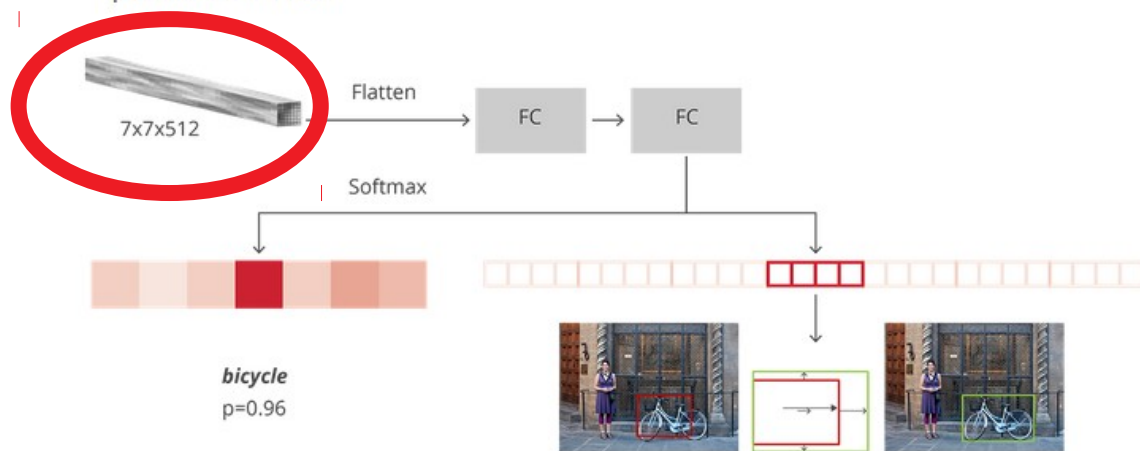 Flatten
7x7x512
FC
FC
Softmax
bicycle
p=0.96